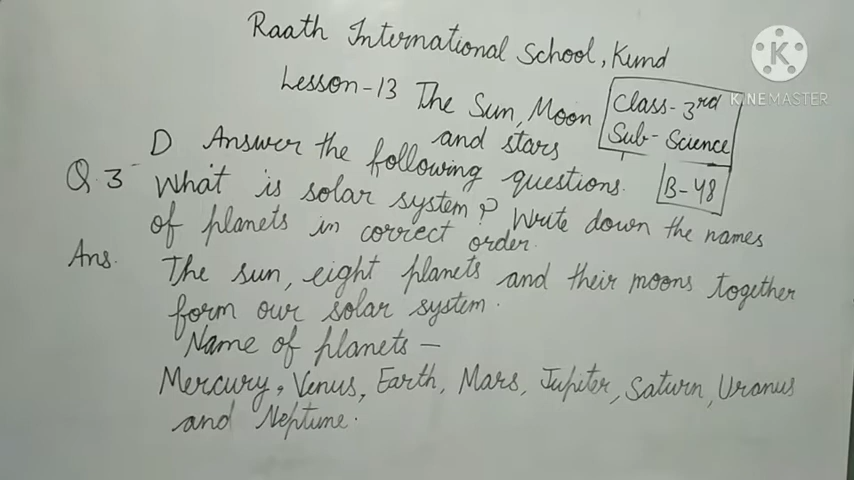 Raath International School, Kund
Lesson-13 The Sun, Moon and stars
Class- 3rd
Sub- Science
B-48
K
KINEMASTER
D Answer the following questions.
Q.3 What is solar system? Write down the names
of planets in correct order.
Ans. The sun, eight planets and their moons together
form our solar system.
Name of planets —
Mercury, Venus, Earth, Mars, Jupiter, Saturn, Uranus
and Neptune.